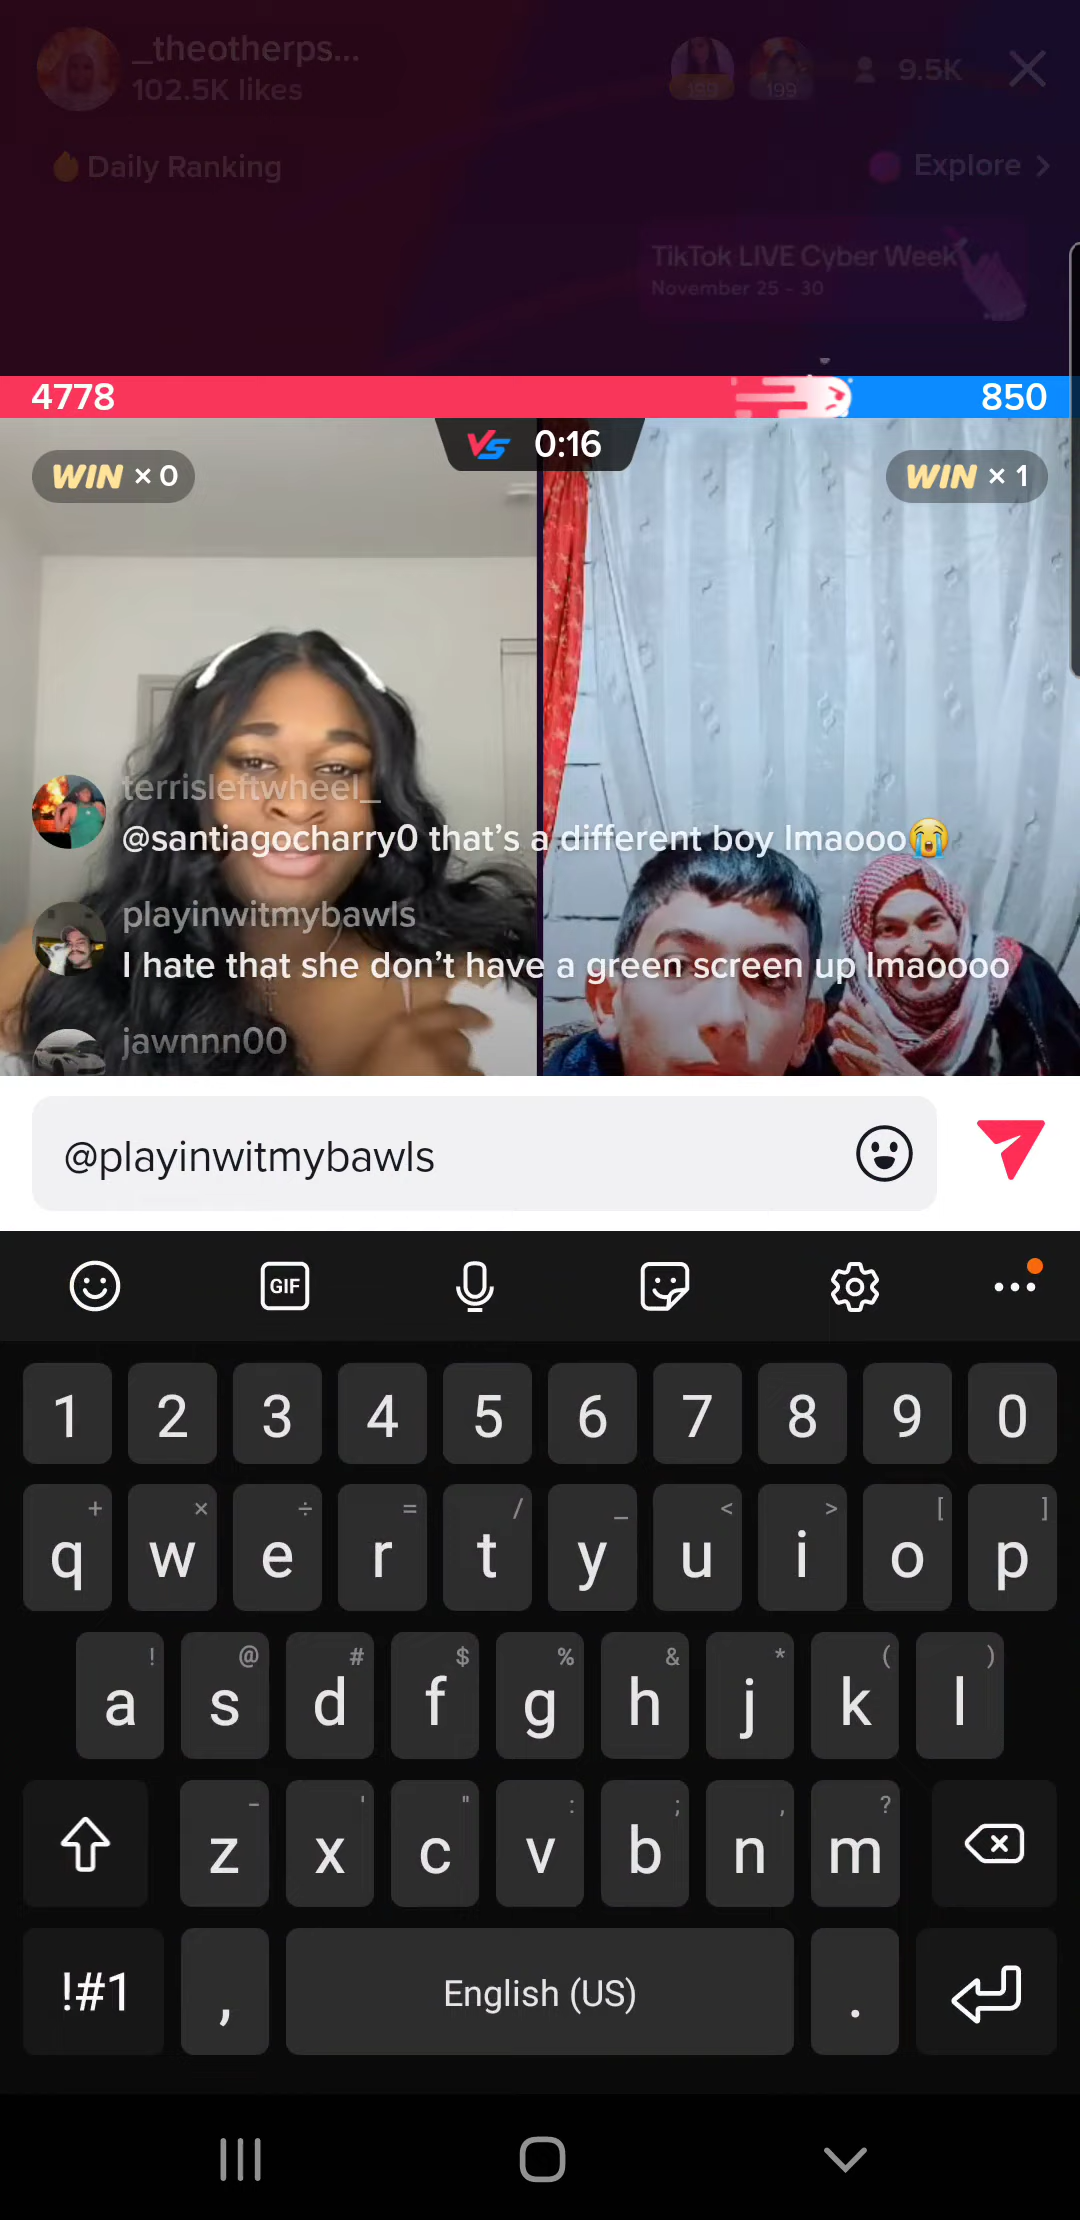 _theotherps...
102.5K likes
199
199
9.5K
Daily Ranking
Explore >
TikTok LIVE Cyber Week
November 25 - 30
4778
850
VS 0:16
WIN × 0
WIN × 1
terrisleftwheel_
@santiagocharry0 that's a different boy lmaooo😭
playinwitmybawls
I hate that she don't have a green screen up lmaoooo
jawnnn00
@playinwitmybawls
GIF
1 2 3 4 5 6 7 8 9 0
+ × ÷ = / _ < > [ ]
q w e r t y u i o p
! @ # $ % & * ( )
a s d f g h j k l
- ' " : ; , ?
z x c v b n m
!#1 , English (US) .